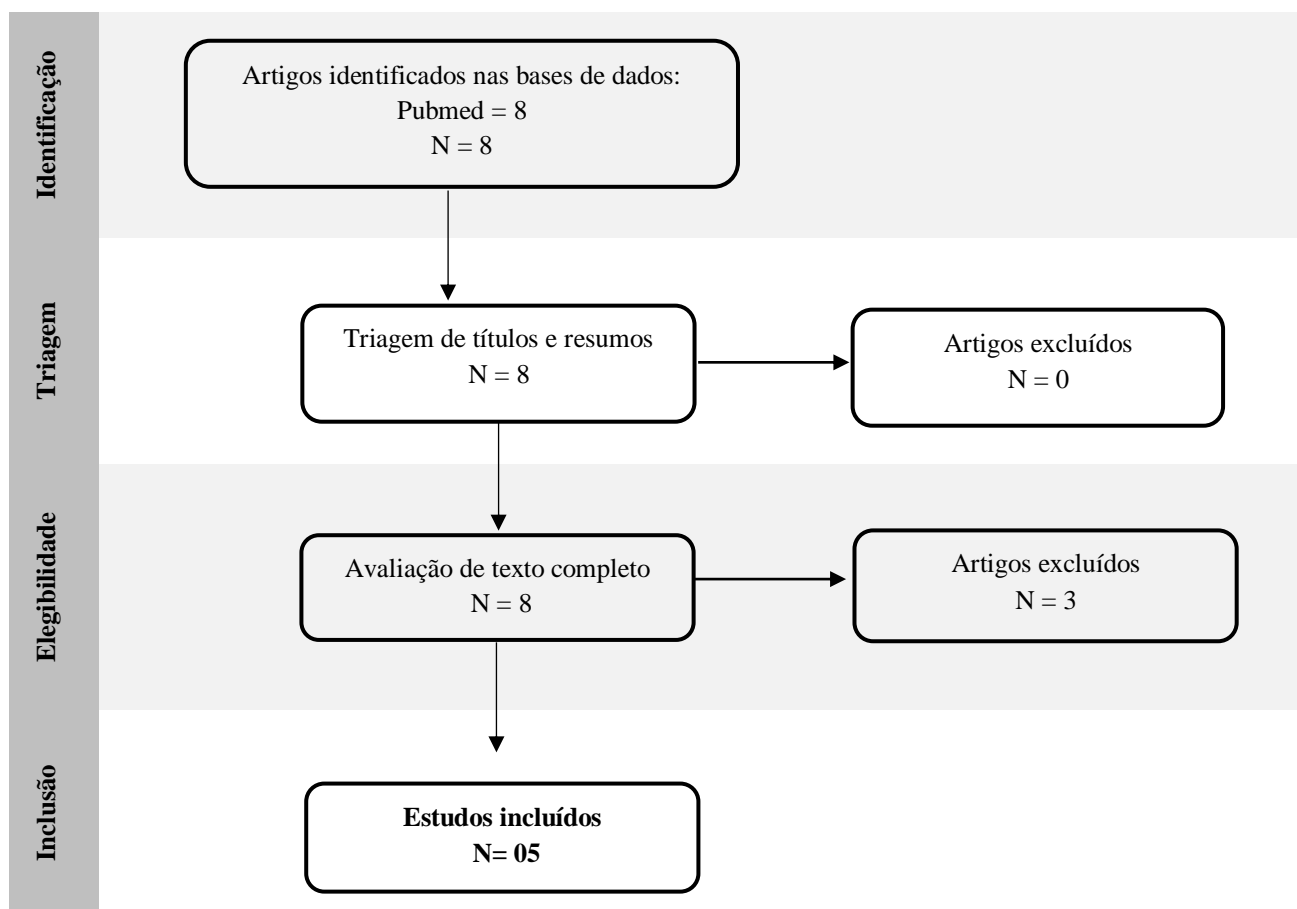 Identificação
Artigos identificados nas bases de dados:
Pubmed = 8
N = 8
Triagem
Triagem de títulos e resumos
N = 8
Artigos excluídos
N = 0
Elegibilidade
Avaliação de texto completo
N = 8
Artigos excluídos
N = 3
Inclusão
Estudos incluídos
N= 05